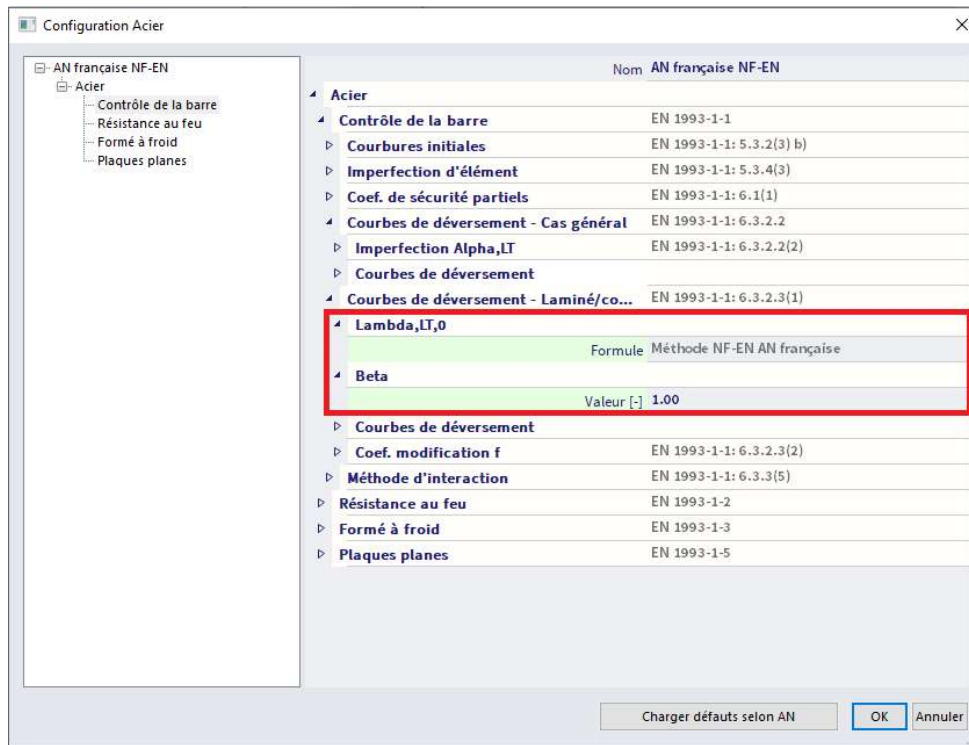 Configuration Acier
AN française NF-EN
Acier
Contrôle de la barre
Résistance au feu
Formé à froid
Plaques planes
Nom AN française NF-EN
Acier
Contrôle de la barre EN 1993-1-1
Courbures initiales EN 1993-1-1: 5.3.2(3) b)
Imperfection d'élément EN 1993-1-1: 5.3.4(3)
Coef. de sécurité partiels EN 1993-1-1: 6.1(1)
Courbes de déversement - Cas général EN 1993-1-1: 6.3.2.2
Imperfection Alpha,LT EN 1993-1-1: 6.3.2.2(2)
Courbes de déversement
Courbes de déversement - Laminé/co... EN 1993-1-1: 6.3.2.3(1)
Lambda,LT,0
Formule Méthode NF-EN AN française
Beta
Valeur [-] 1.00
Courbes de déversement
Coef. modification f EN 1993-1-1: 6.3.2.3(2)
Méthode d'interaction EN 1993-1-1: 6.3.3(5)
Résistance au feu EN 1993-1-2
Formé à froid EN 1993-1-3
Plaques planes EN 1993-1-5
Charger défauts selon AN OK Annuler